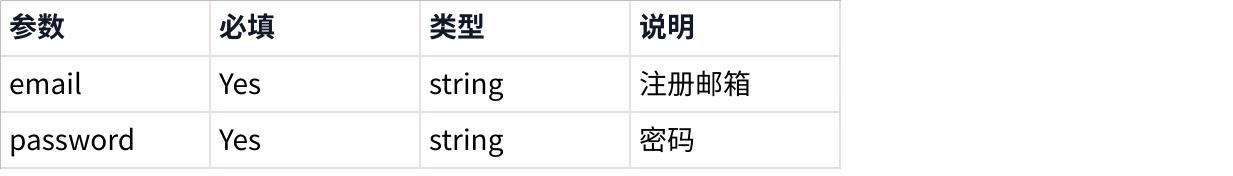 参数 必填 类型 说明
email Yes string 注册邮箱
password Yes string 密码